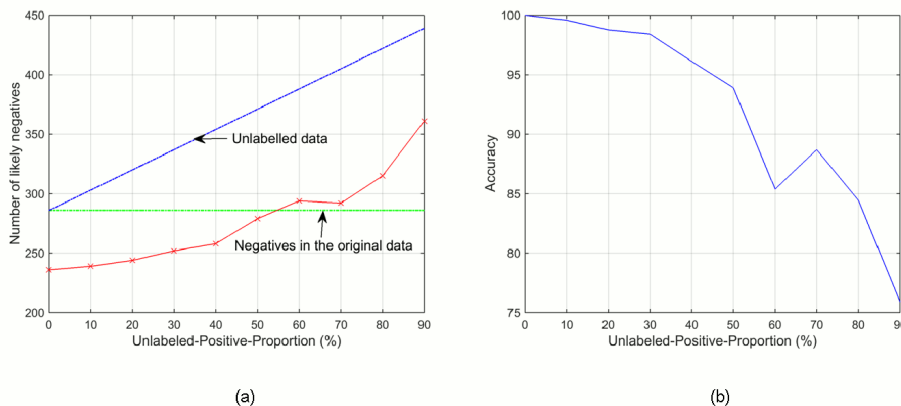 450
400
350
300
250
200
Number of likely negatives
Unlabelled data
Negatives in the original data
0 10 20 30 40 50 60 70 80 90
Unlabeled-Positive-Proportion (%)
(a)
100
95
90
85
80
75
Accuracy
0 10 20 30 40 50 60 70 80 90
Unlabeled-Positive-Proportion (%)
(b)